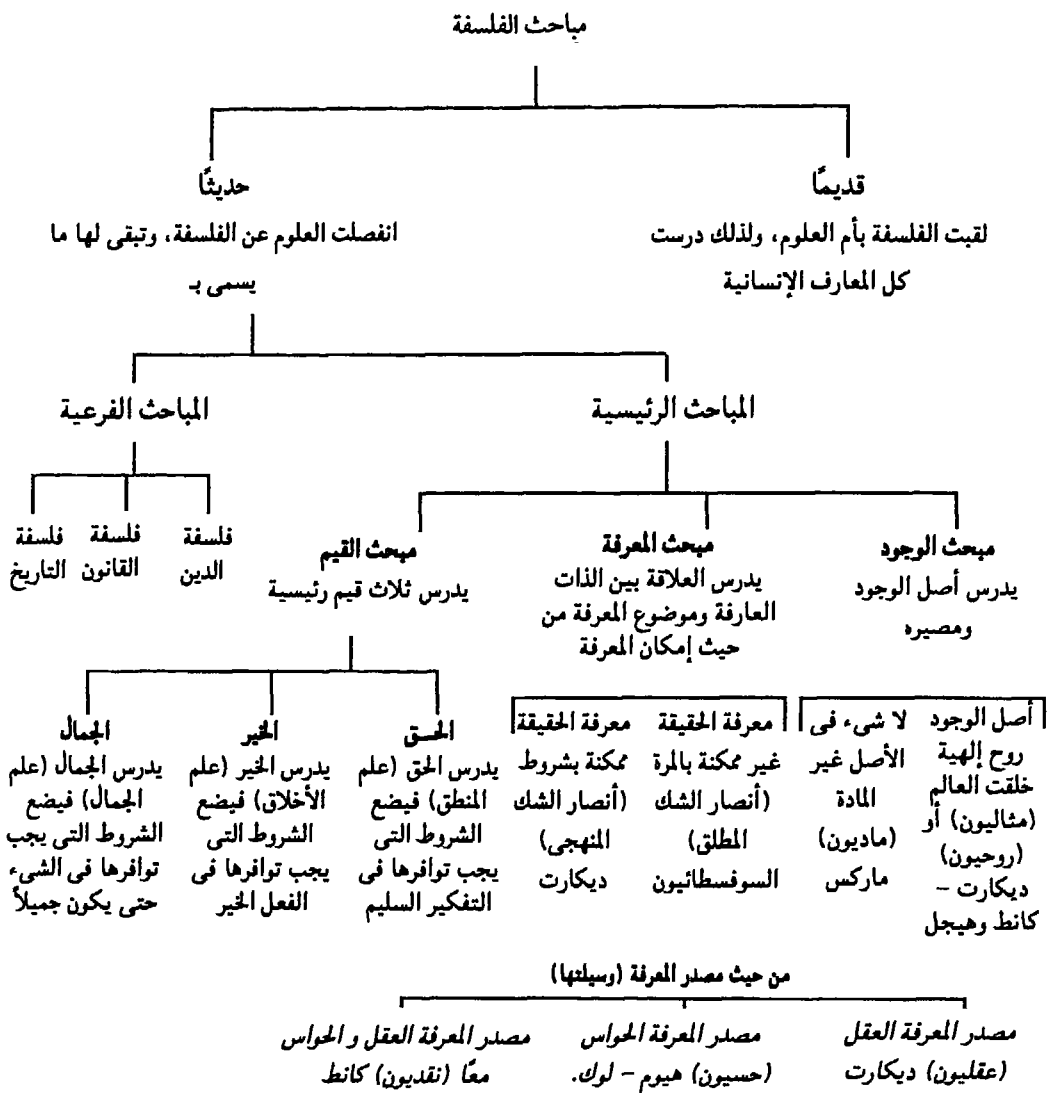 مباحث الفلسفة
قديمًا
لقبت الفلسفة بأم العلوم، ولذلك درست
كل المعارف الإنسانية
حديثًا
انفصلت العلوم عن الفلسفة، وتبقى لها ما
يسمى بـ
المباحث الرئيسية
المباحث الفرعية
مبحث الوجود
يدرس أصل الوجود
ومصيره
مبحث المعرفة
يدرس العلاقة بين الذات
العارفة وموضوع المعرفة من
حيث إمكان المعرفة
مبحث القيم
يدرس ثلاث قيم رئيسية
فلسفة
الدين
فلسفة
القانون
فلسفة
التاريخ
أصل الوجود
روح إلهية
خلقت العالم
(مثاليون) أو
(روحيون)
ديكارت –
كانط وهيجل
لا شىء فى
الأصل غير
المادة
(ماديون)
ماركس
معرفة الحقيقة
غير ممكنة بالمرة
(أنصار الشك
المطلق)
السوفسطائيون
معرفة الحقيقة
ممكنة بشروط
(أنصار الشك
المنهجى)
ديكارت
الحـق
يدرس الحق (علم
المنطق) فيضع
الشروط التى
يجب توافرها فى
التفكير السليم
الخير
يدرس الخير (علم
الأخلاق) فيضع
الشروط التى
يجب توافرها فى
الفعل الخير
الجمال
يدرس الجمال (علم
الجمال) فيضع
الشروط التى يجب
توافرها فى الشىء
حتى يكون جميلاً
من حيث مصدر المعرفة (وسيلتها)
مصدر المعرفة العقل
(عقليون) ديكارت
مصدر المعرفة الحواس
(حسيون) هيوم – لوك.
مصدر المعرفة العقل و الحواس
معًا (نقديون) كانط